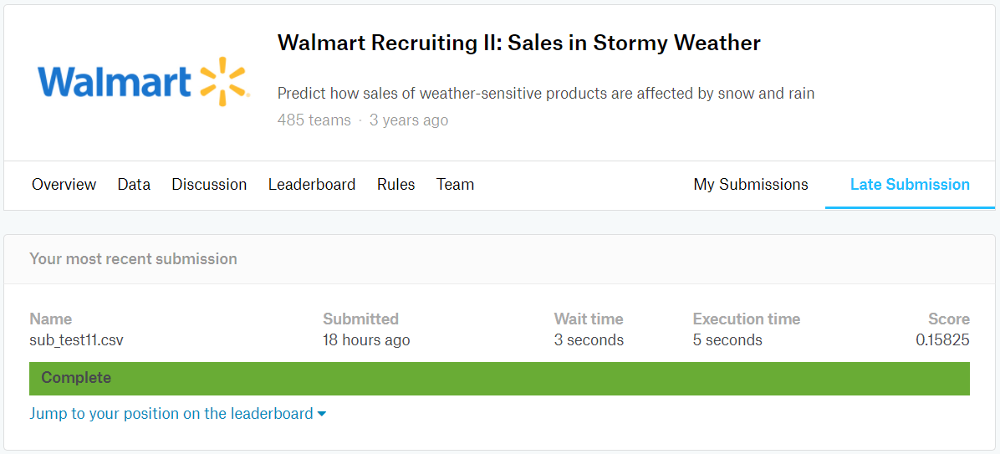 Walmart
Walmart Recruiting II: Sales in Stormy Weather
Predict how sales of weather-sensitive products are affected by snow and rain
485 teams · 3 years ago
Overview Data Discussion Leaderboard Rules Team My Submissions Late Submission
Your most recent submission
Name Submitted Wait time Execution time Score
sub_test11.csv 18 hours ago 3 seconds 5 seconds 0.15825
Complete
Jump to your position on the leaderboard